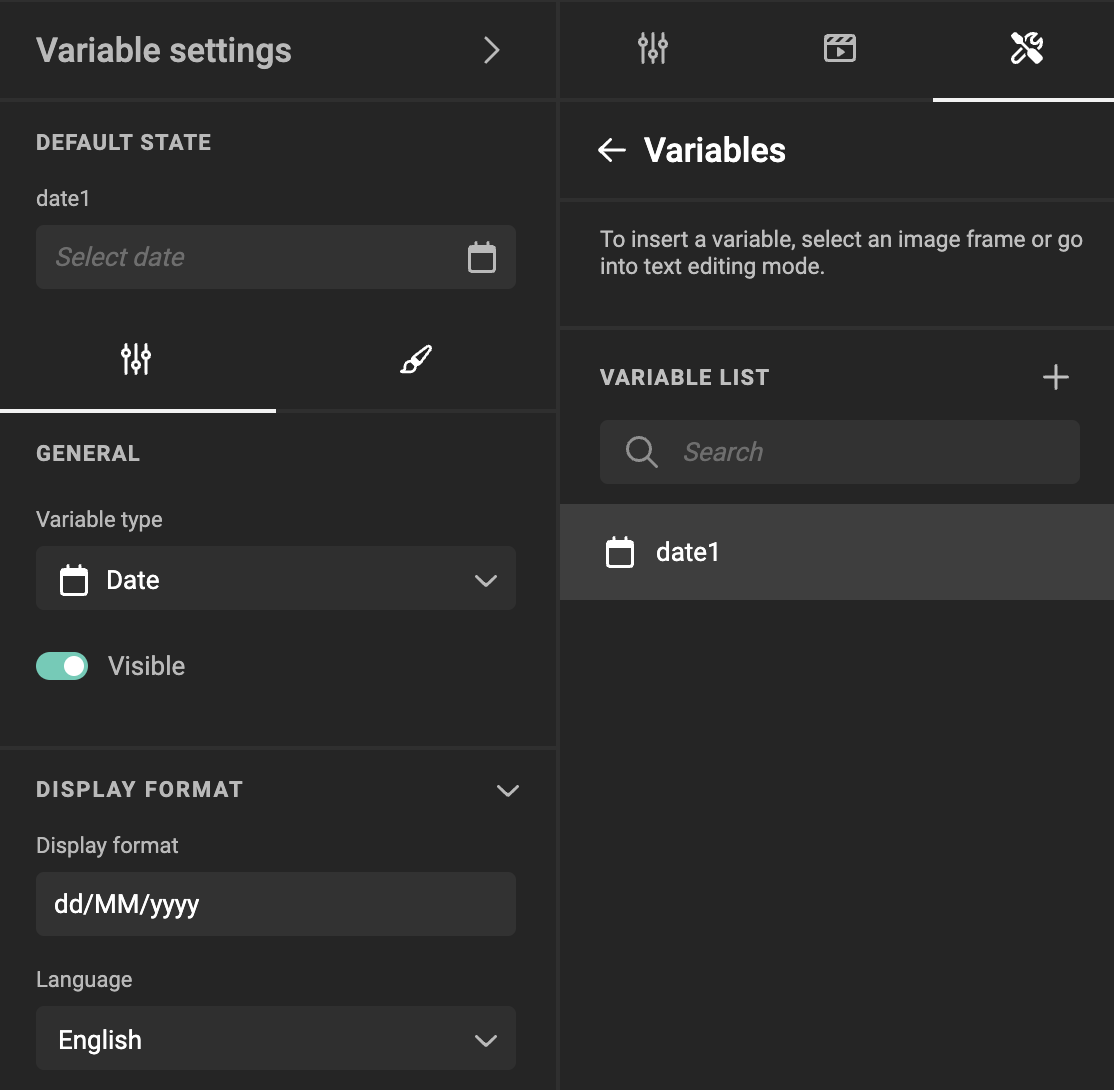 Variable settings
DEFAULT STATE
date1
Select date
GENERAL
Variable type
Date
Visible
DISPLAY FORMAT
Display format
dd/MM/yyyy
Language
English
Variables
To insert a variable, select an image frame or go
into text editing mode.
VARIABLE LIST
Search
date1